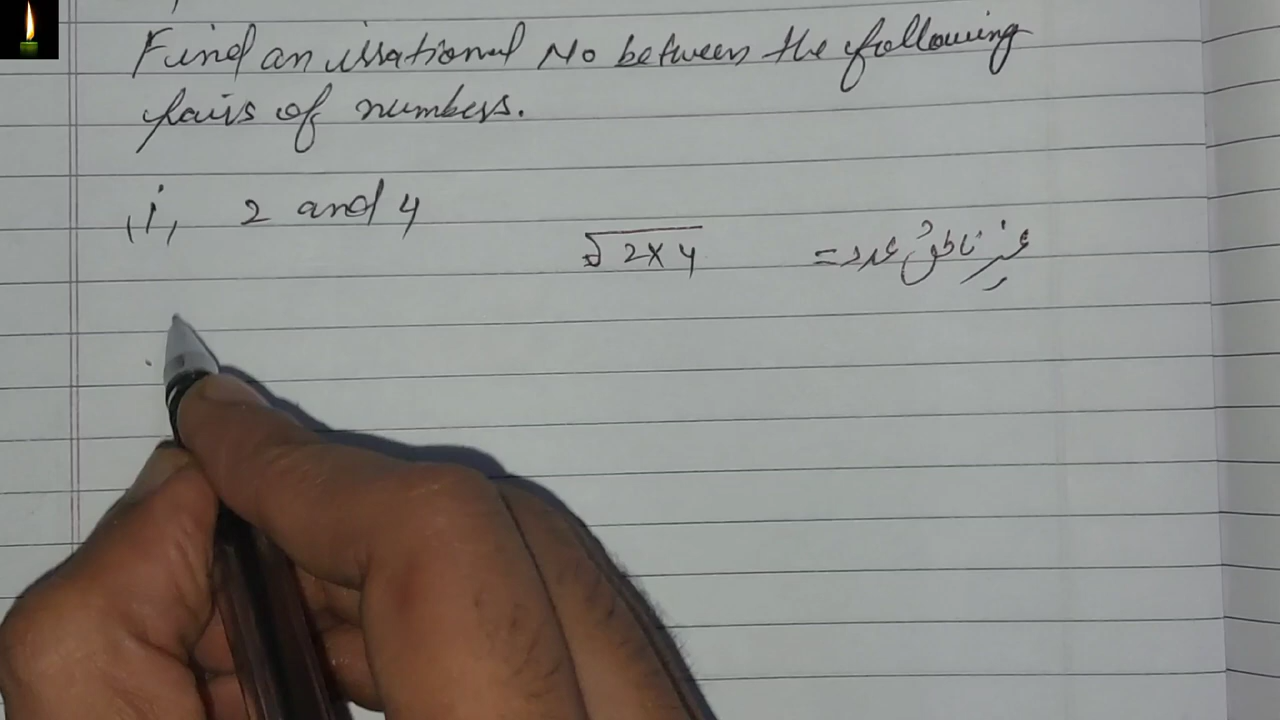 Find an irrational No between the following
pairs of numbers.
(i) 2 and 4
√2×4 = غیر ناطق عدد